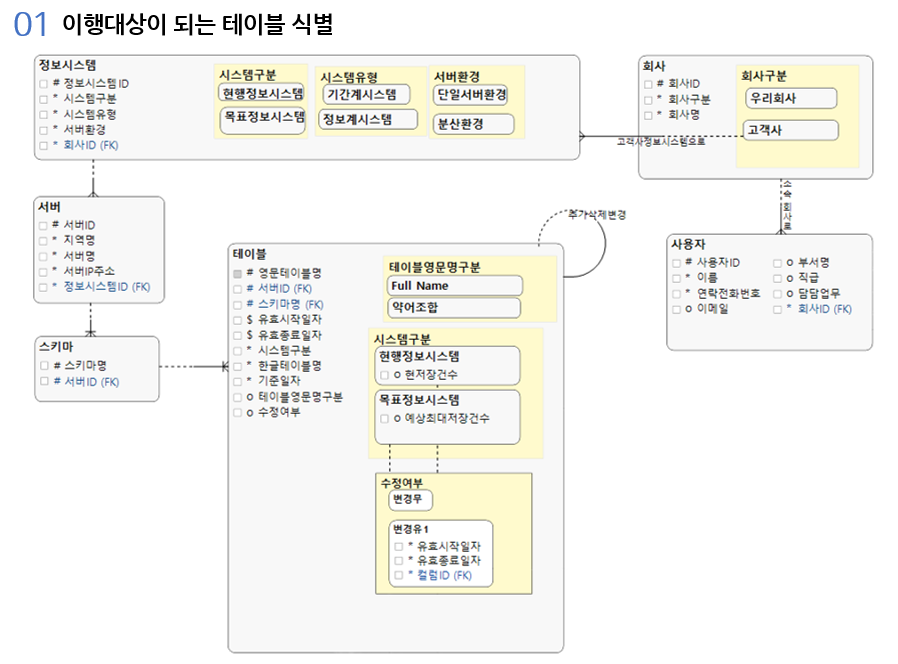 01 이행대상이 되는 테이블 식별
정보시스템
# 정보시스템ID
* 시스템구분
* 시스템유형
* 서버환경
* 회사ID (FK)
시스템구분
현행정보시스템
목표정보시스템
시스템유형
기간계시스템
정보계시스템
서버환경
단일서버환경
분산환경
고객사정보시스템으로
회사
# 회사ID
* 회사구분
* 회사명
회사구분
우리회사
고객사
소속 회사로
서버
# 서버ID
* 지역명
* 서버명
* 서버IP주소
* 정보시스템ID (FK)
스키마
# 스키마명
# 서버ID (FK)
테이블
# 영문테이블명
# 서버ID (FK)
# 스키마명 (FK)
$ 유효시작일자
$ 유효종료일자
* 시스템구분
* 한글테이블명
* 기준일자
o 테이블영문명구분
o 수정여부
추가삭제변경
테이블영문명구분
Full Name
약어조합
시스템구분
현행정보시스템
o 현저장건수
목표정보시스템
o 예상최대저장건수
수정여부
변경무
변경유1
* 유효시작일자
* 유효종료일자
* 컬럼ID (FK)
사용자
# 사용자ID
* 이름
* 연락전화번호
o 이메일
o 부서명
o 직급
o 담담업무
* 회사ID (FK)